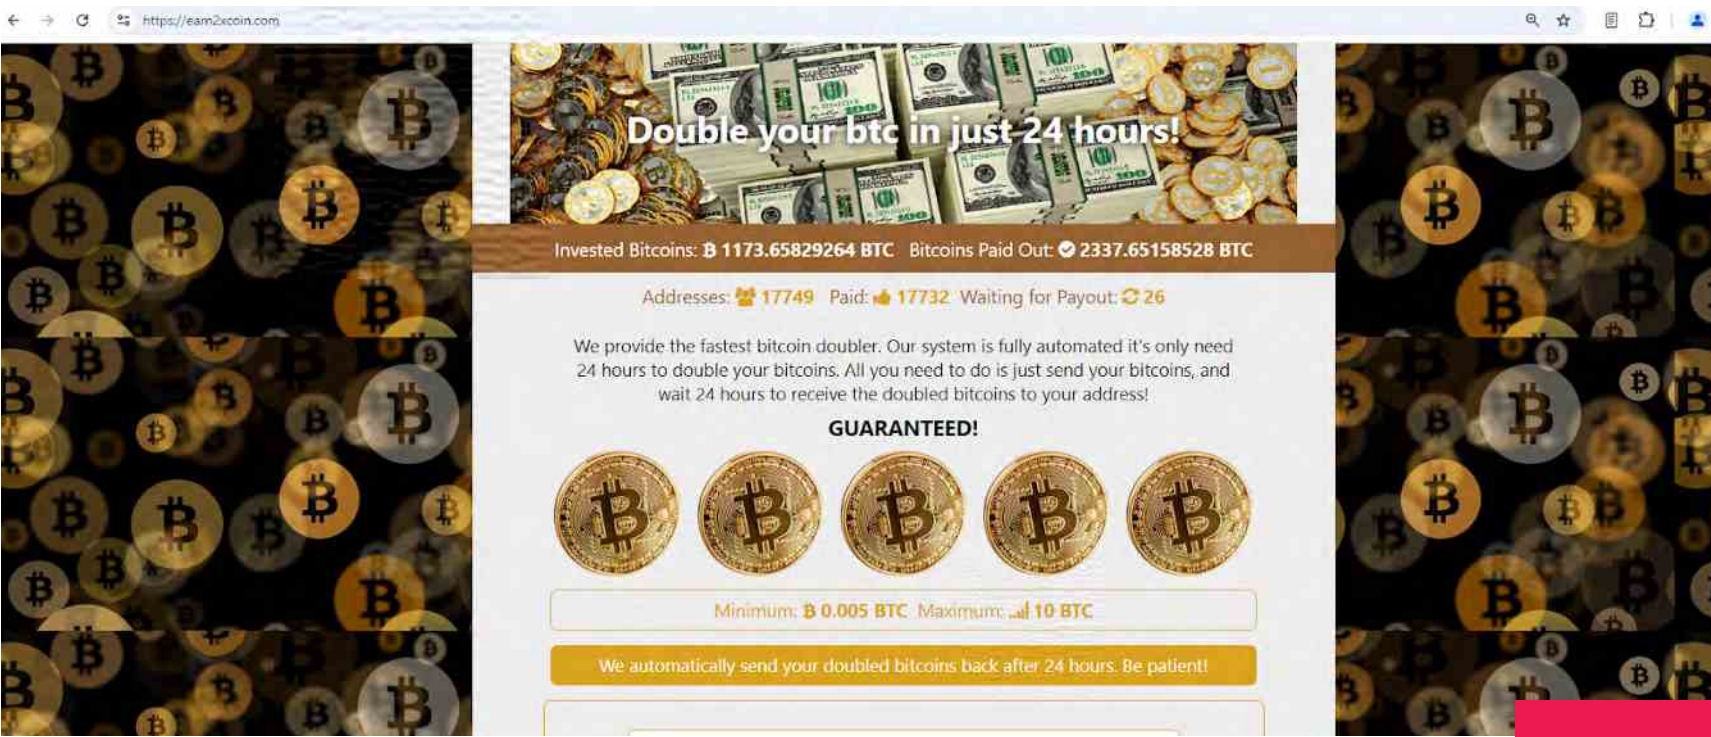 https://eam2xcoin.com
Double your btc in just 24 hours!
Invested Bitcoins: 1173.65829264 BTC Bitcoins Paid Out: 2337.65158528 BTC
Addresses: 17749 Paid: 17732 Waiting for Payout: 26
We provide the fastest bitcoin doubler. Our system is fully automated it's only need
24 hours to double your bitcoins. All you need to do is just send your bitcoins, and
wait 24 hours to receive the doubled bitcoins to your address!
GUARANTEED!
Minimum: 0.005 BTC Maximum: 10 BTC
We automatically send your doubled bitcoins back after 24 hours. Be patient!